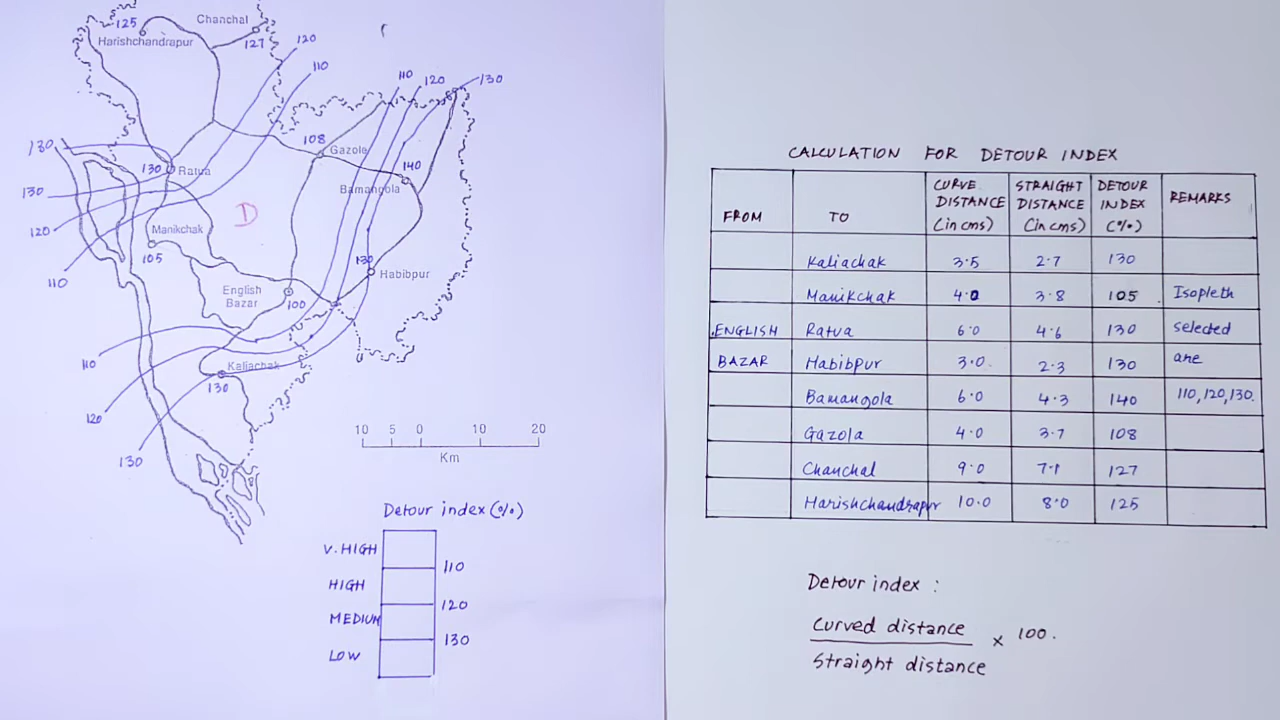 125
Chanchal
Harishchandrapur
127
120
110
110
120
130
108
Gazole
130
130
Ratua
140
Bamangola
130
D
120
Manikchak
105
130
Habibpur
110
English
Bazar
100
110
Kaliachak
130
120
130
10 5 0 10 20
Km
Detour index (%)
V. HIGH
110
HIGH
120
MEDIUM
130
LOW
CALCULATION FOR DETOUR INDEX
FROM TO CURVE DISTANCE (in cms) STRAIGHT DISTANCE (in cms) DETOUR INDEX (%) REMARKS
Kaliachak 3.5 2.7 130
Manikchak 4.0 3.8 105 Isopleth
ENGLISH Ratua 6.0 4.6 130 selected
BAZAR Habibpur 3.0 2.3 130 are
Bamangola 6.0 4.3 140 110, 120, 130.
Gazola 4.0 3.7 108
Chanchal 9.0 7.1 127
Harishchandrapur 10.0 8.0 125
Detour index :
Curved distance
× 100.
Straight distance